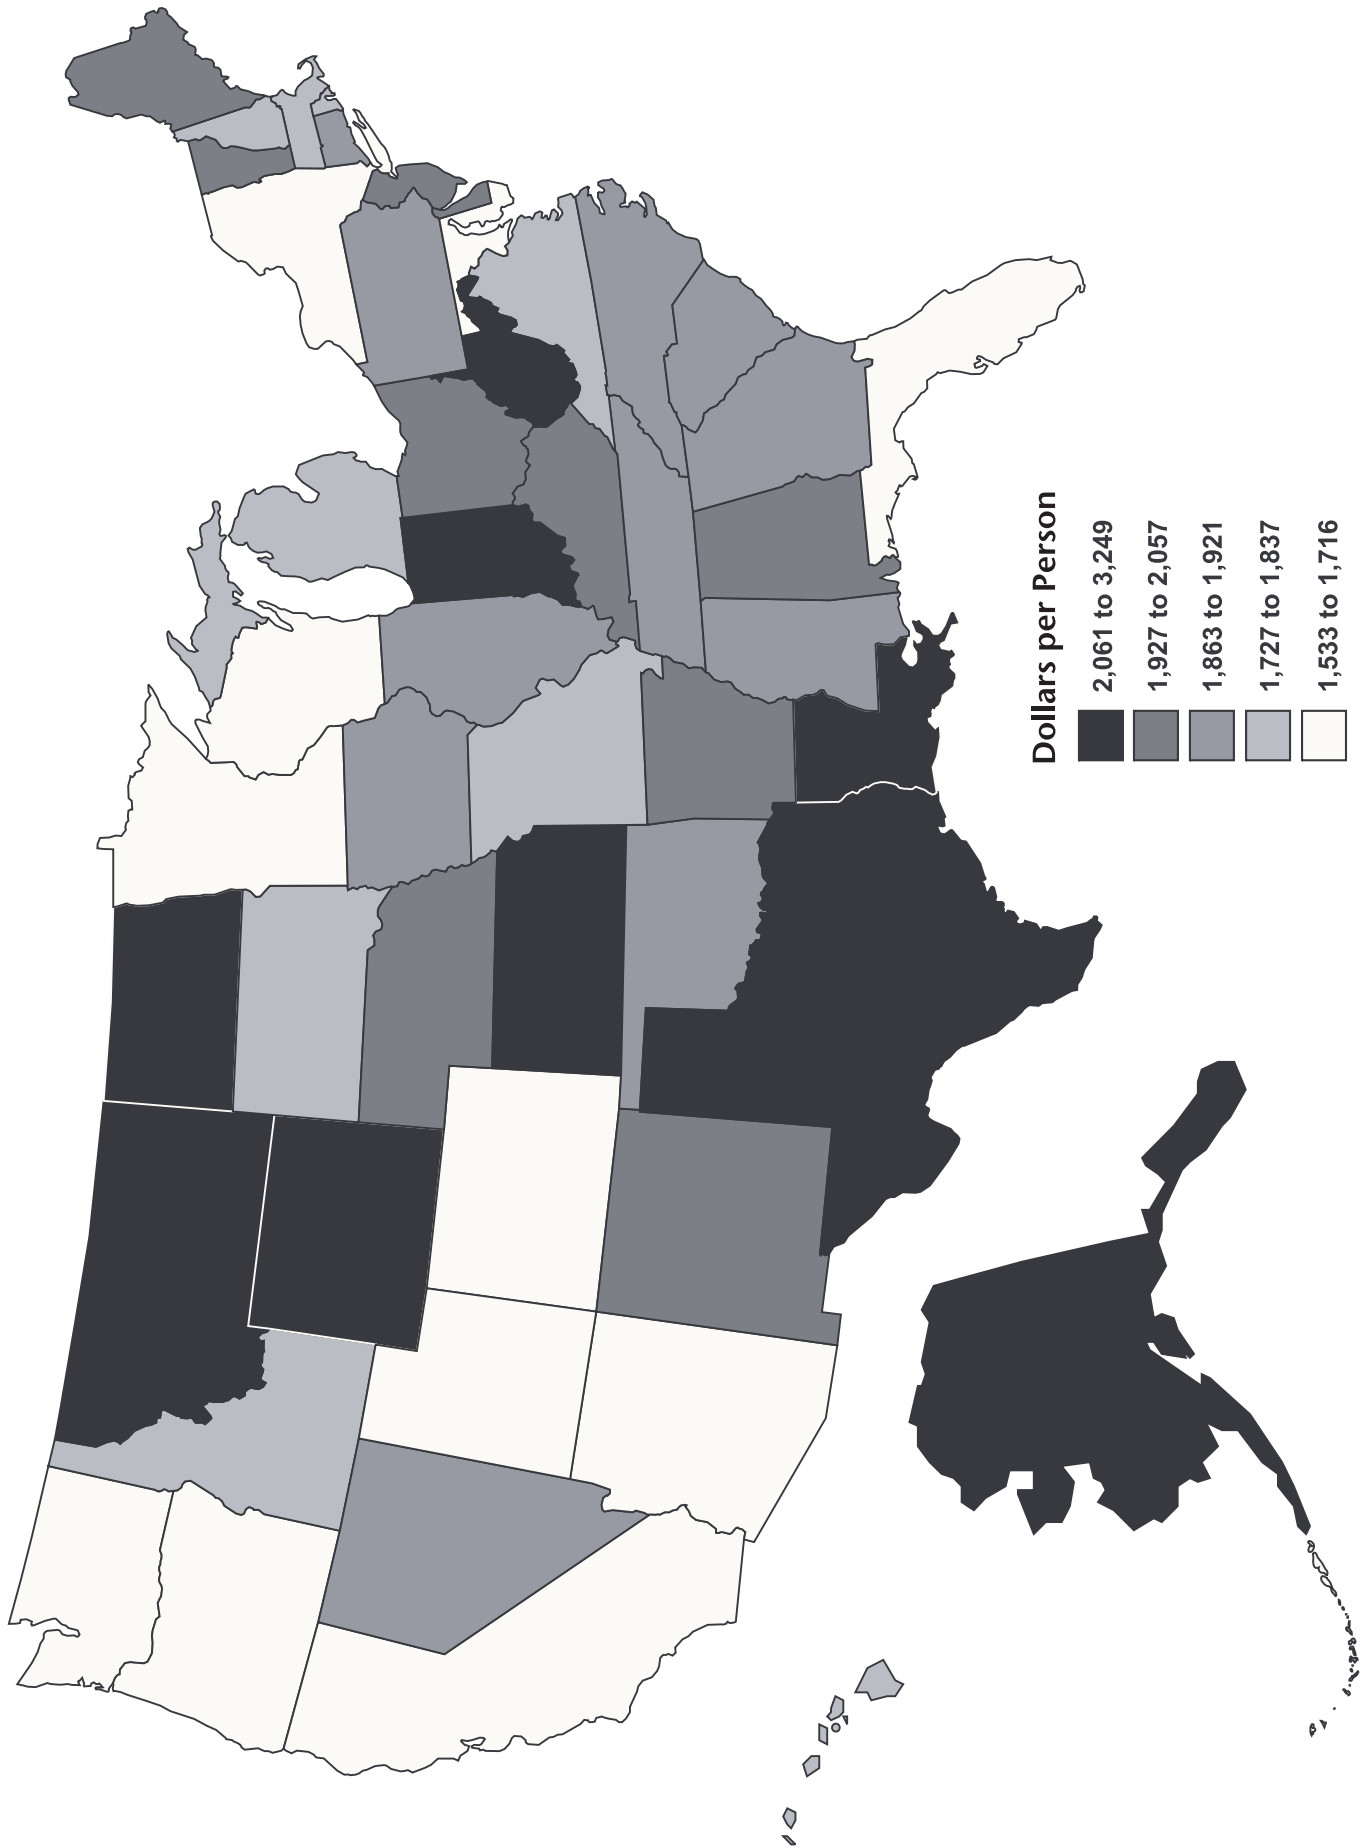 Dollars per Person
2,061 to 3,249
1,927 to 2,057
1,863 to 1,921
1,727 to 1,837
1,533 to 1,716